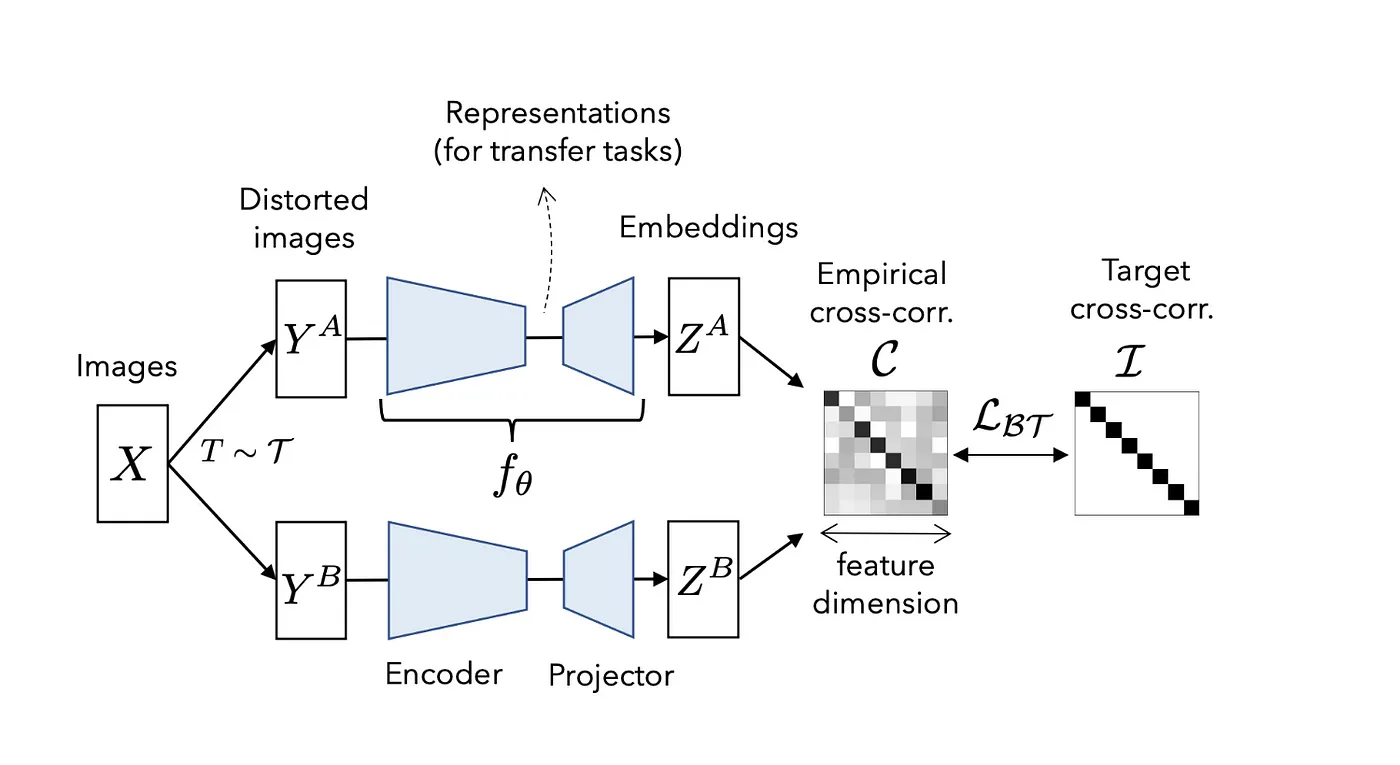 Representations
(for transfer tasks)
Distorted
images
Embeddings
Empirical
cross-corr.
Target
cross-corr.
Images
Y^A
Z^A
𝒞
ℐ
X
T ∼ 𝒯
f_θ
ℒ_ℬ𝒯
Y^B
Z^B
feature
dimension
Encoder
Projector